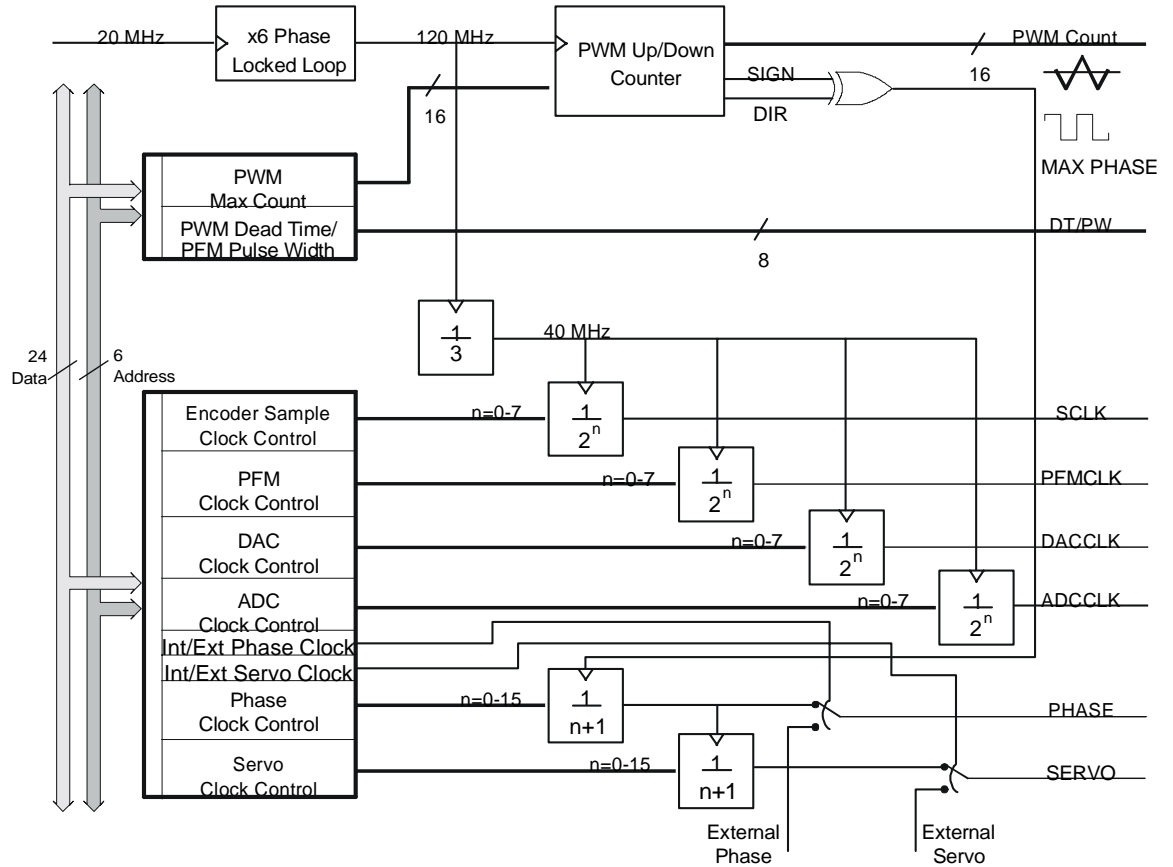 20 MHz
x6 Phase
Locked Loop
120 MHz
PWM Up/Down
Counter
SIGN
DIR
16
PWM Count
16
MAX PHASE
PWM
Max Count
PWM Dead Time/
PFM Pulse Width
8
DT/PW
1
3
40 MHz
24
Data
6
Address
Encoder Sample
Clock Control
n=0-7
1
2^n
SCLK
PFM
Clock Control
n=0-7
1
2^n
PFMCLK
DAC
Clock Control
n=0-7
1
2^n
DACCLK
ADC
Clock Control
n=0-7
1
2^n
ADCCLK
Int/Ext Phase Clock
Int/Ext Servo Clock
Phase
Clock Control
n=0-15
1
n+1
PHASE
Servo
Clock Control
n=0-15
1
n+1
SERVO
External
Phase
External
Servo